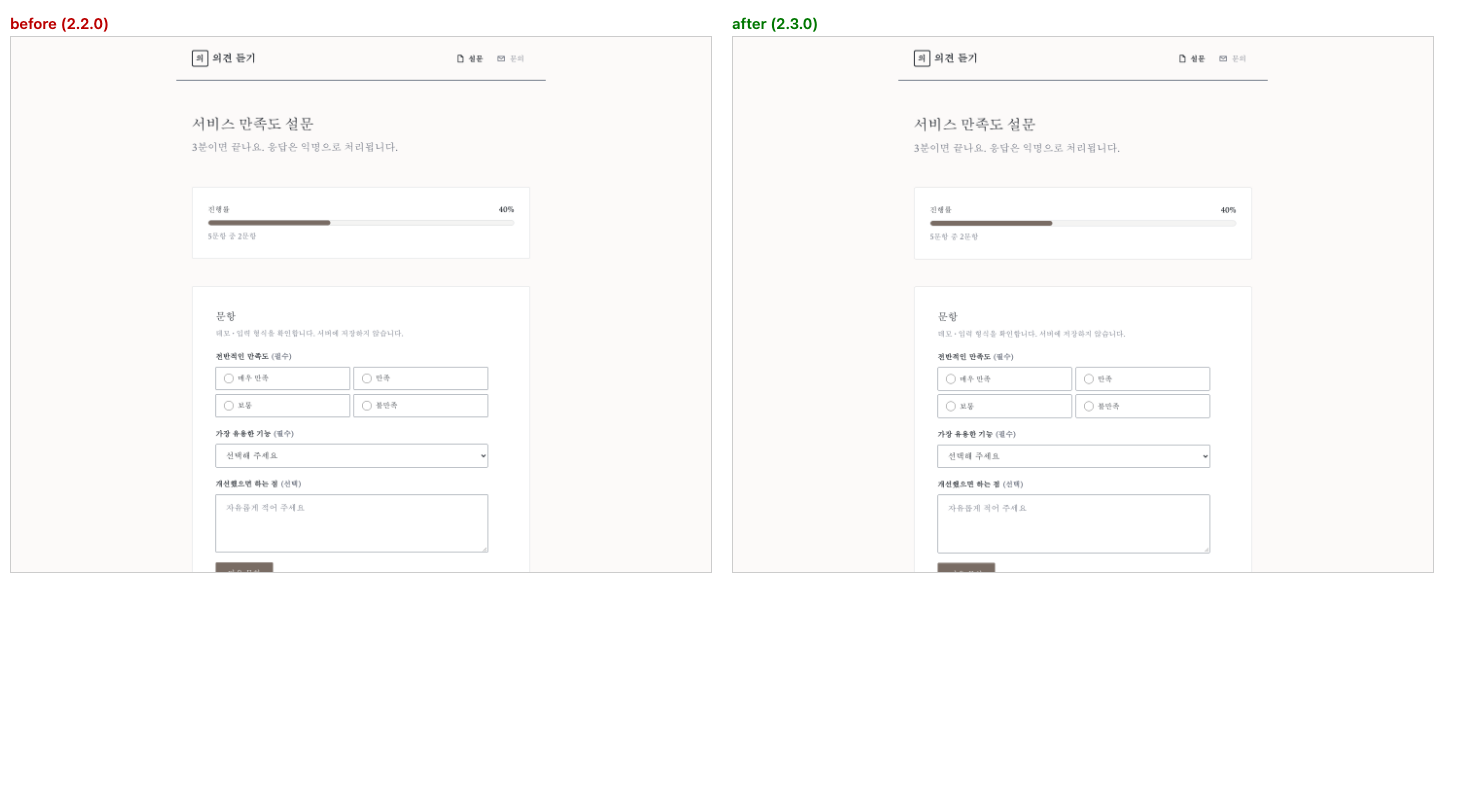 before (2.2.0)
의 의견 듣기
설문 문의
서비스 만족도 설문
3분이면 끝나요. 응답은 익명으로 처리됩니다.
진행률 40%
5문항 중 2문항
문항
데모 - 입력 형식을 확인합니다. 서버에 저장하지 않습니다.
전반적인 만족도 (필수)
매우 만족 만족
보통 불만족
가장 유용한 기능 (필수)
선택해 주세요
개선했으면 하는 점 (선택)
자유롭게 적어 주세요
after (2.3.0)
의 의견 듣기
설문 문의
서비스 만족도 설문
3분이면 끝나요. 응답은 익명으로 처리됩니다.
진행률 40%
5문항 중 2문항
문항
데모 - 입력 형식을 확인합니다. 서버에 저장하지 않습니다.
전반적인 만족도 (필수)
매우 만족 만족
보통 불만족
가장 유용한 기능 (필수)
선택해 주세요
개선했으면 하는 점 (선택)
자유롭게 적어 주세요